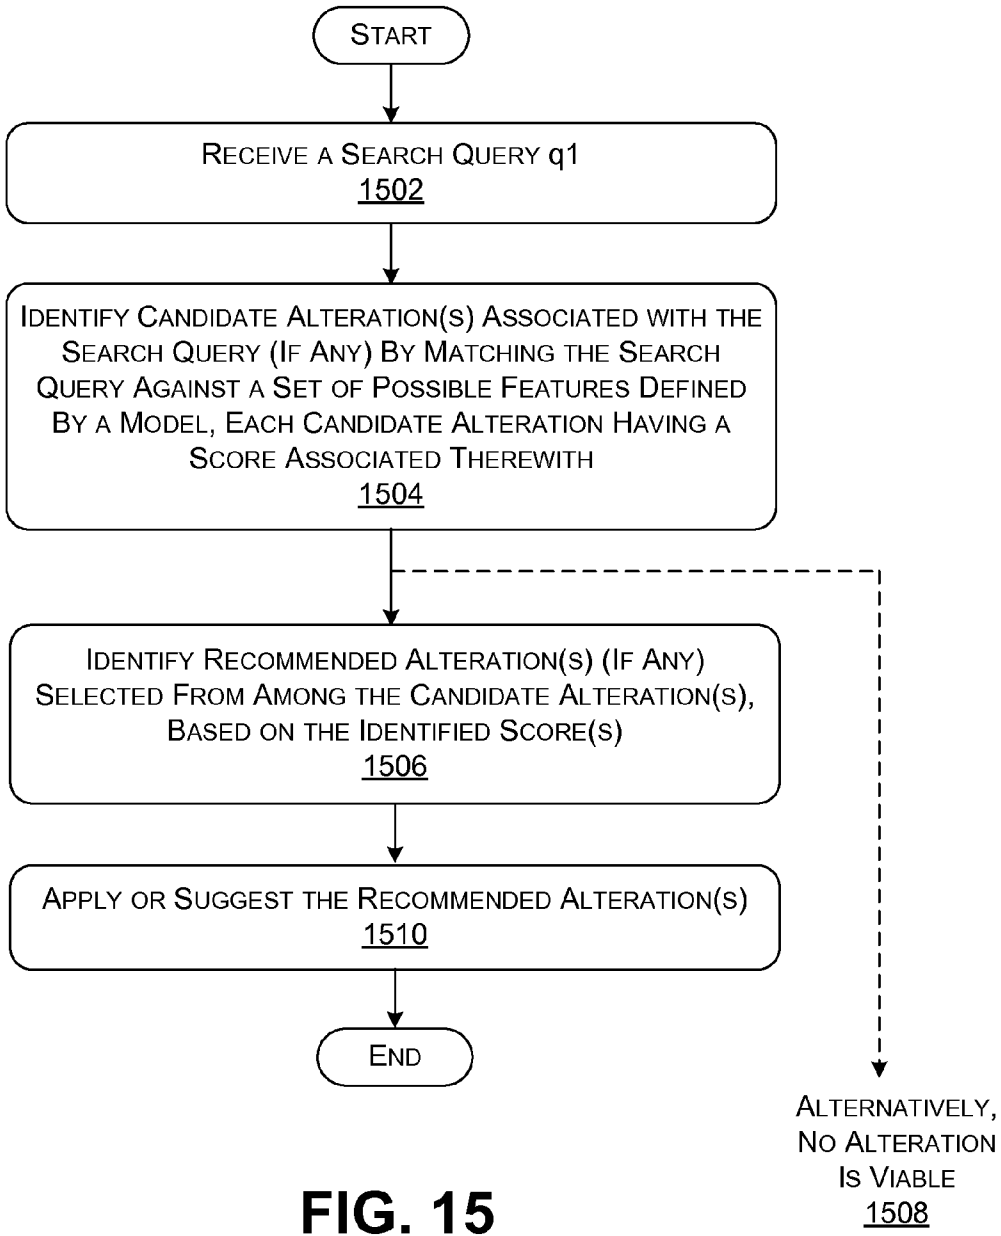 START
RECEIVE A SEARCH QUERY q1
1502
IDENTIFY CANDIDATE ALTERATION(S) ASSOCIATED WITH THE
SEARCH QUERY (IF ANY) BY MATCHING THE SEARCH
QUERY AGAINST A SET OF POSSIBLE FEATURES DEFINED
BY A MODEL, EACH CANDIDATE ALTERATION HAVING A
SCORE ASSOCIATED THEREWITH
1504
IDENTIFY RECOMMENDED ALTERATION(S) (IF ANY)
SELECTED FROM AMONG THE CANDIDATE ALTERATION(S),
BASED ON THE IDENTIFIED SCORE(S)
1506
APPLY OR SUGGEST THE RECOMMENDED ALTERATION(S)
1510
END
ALTERNATIVELY,
NO ALTERATION
IS VIABLE
1508
FIG. 15